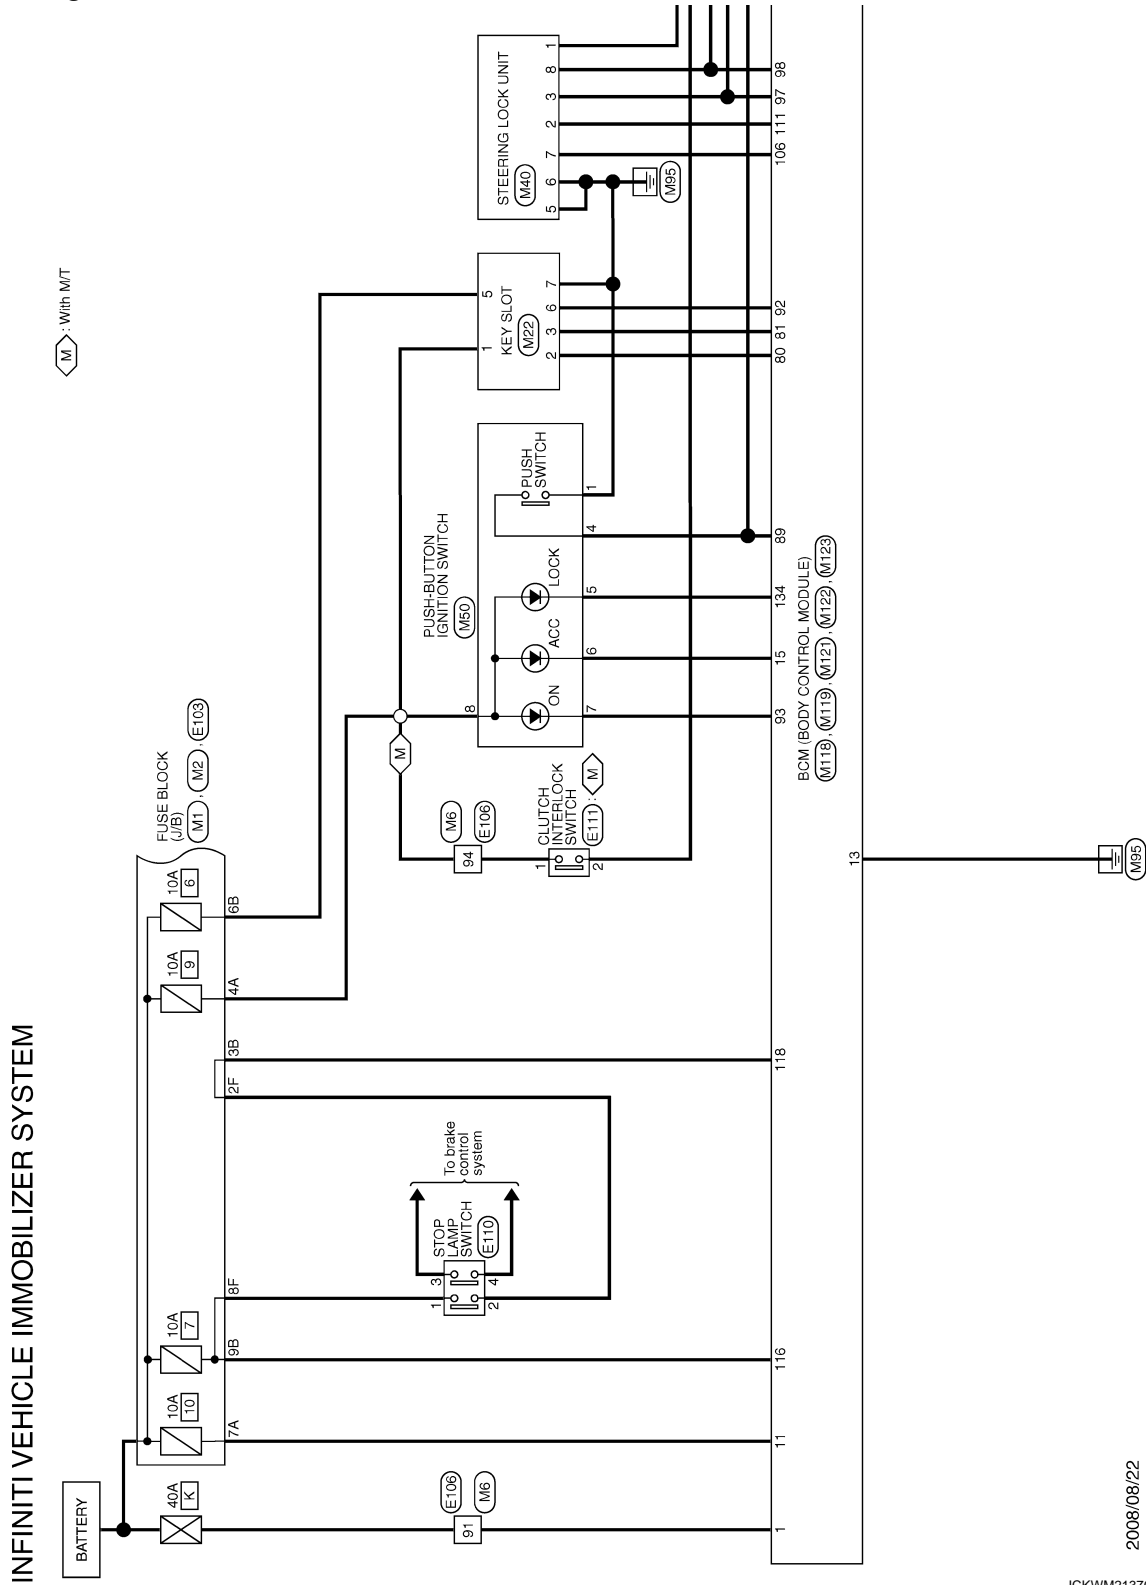 INFINITI VEHICLE IMMOBILIZER SYSTEM
M : With M/T
BATTERY
40A
K
10A
10
10A
7
10A
9
10A
6
FUSE BLOCK
(J/B)
M1 , M2 , E103
7A
9B
8F
2F
3B
4A
6B
E106
91
M6
STOP
LAMP
SWITCH
E110
1
3
2
4
To brake
control
system
M
M6
94
E106
CLUTCH
INTERLOCK
SWITCH
E111 : M
1
2
PUSH-BUTTON
IGNITION SWITCH
M50
8
ON
ACC
LOCK
PUSH
SWITCH
7
6
5
4
1
KEY SLOT
M22
1
5
2
3
6
7
STEERING LOCK UNIT
M40
5
6
7
2
3
8
1
M95
1
11
116
118
13
93
15
134
89
80
81
92
106
111
97
98
BCM (BODY CONTROL MODULE)
M118 , M119 , M121 , M122 , M123
M95
2008/08/22